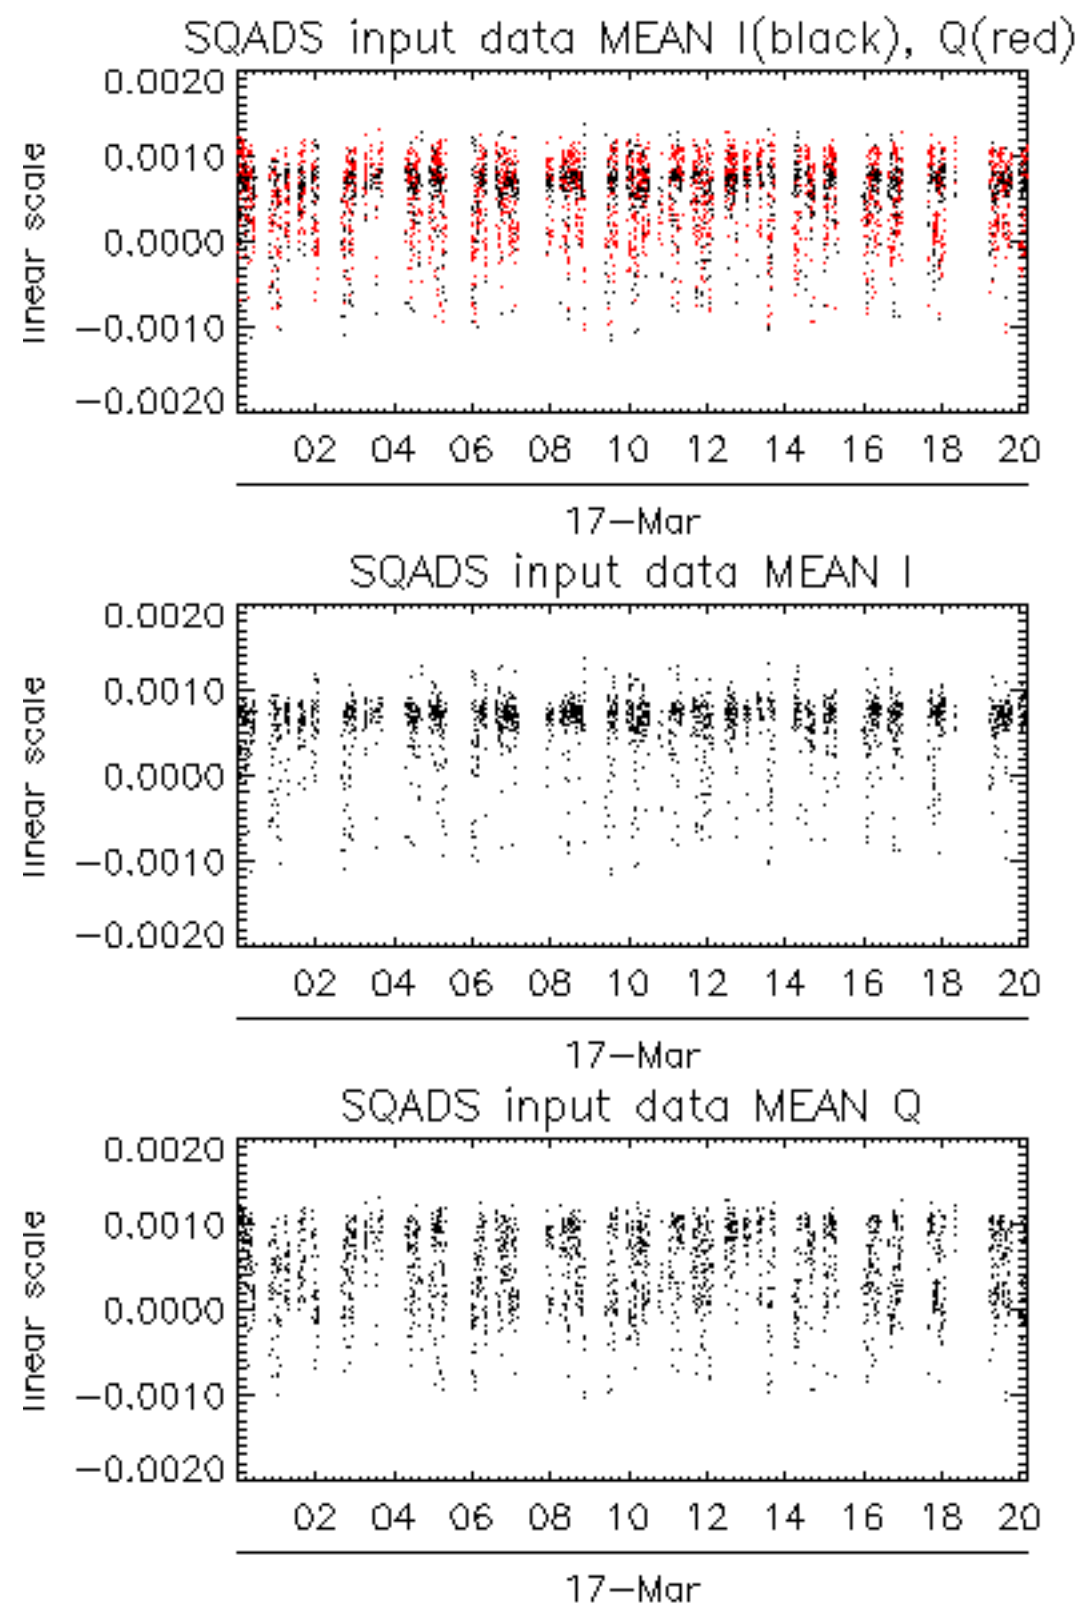 SQADS input data MEAN I(black), Q(red)
0.0020
0.0010
0.0000
−0.0010
−0.0020
linear scale
02 04 06 08 10 12 14 16 18 20
17−Mar
SQADS input data MEAN I
0.0020
0.0010
0.0000
−0.0010
−0.0020
linear scale
02 04 06 08 10 12 14 16 18 20
17−Mar
SQADS input data MEAN Q
0.0020
0.0010
0.0000
−0.0010
−0.0020
linear scale
02 04 06 08 10 12 14 16 18 20
17−Mar